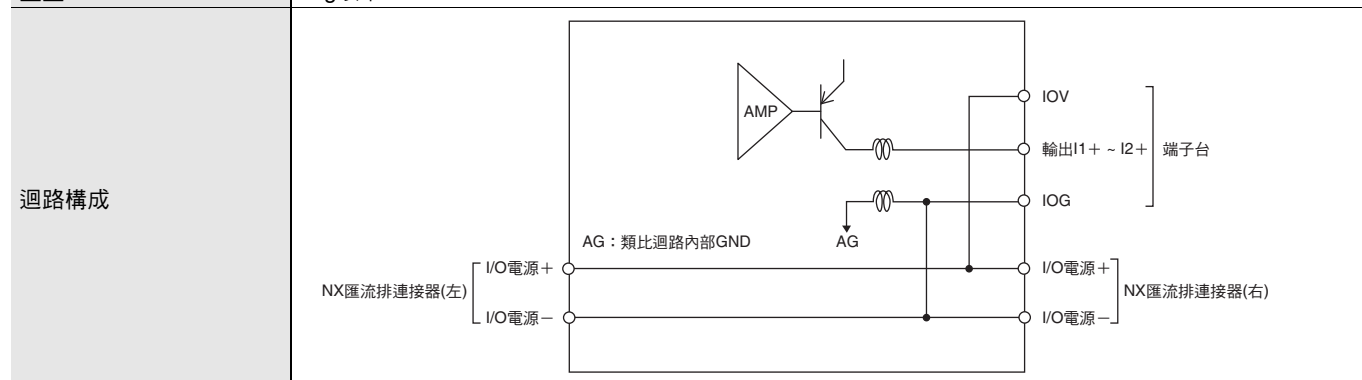 迴路構成
AMP
IOV
輸出I1+ ~ I2+
端子台
IOG
AG：類比迴路內部GND
AG
NX匯流排連接器(左)
I/O電源+
I/O電源－
I/O電源+
I/O電源－
NX匯流排連接器(右)